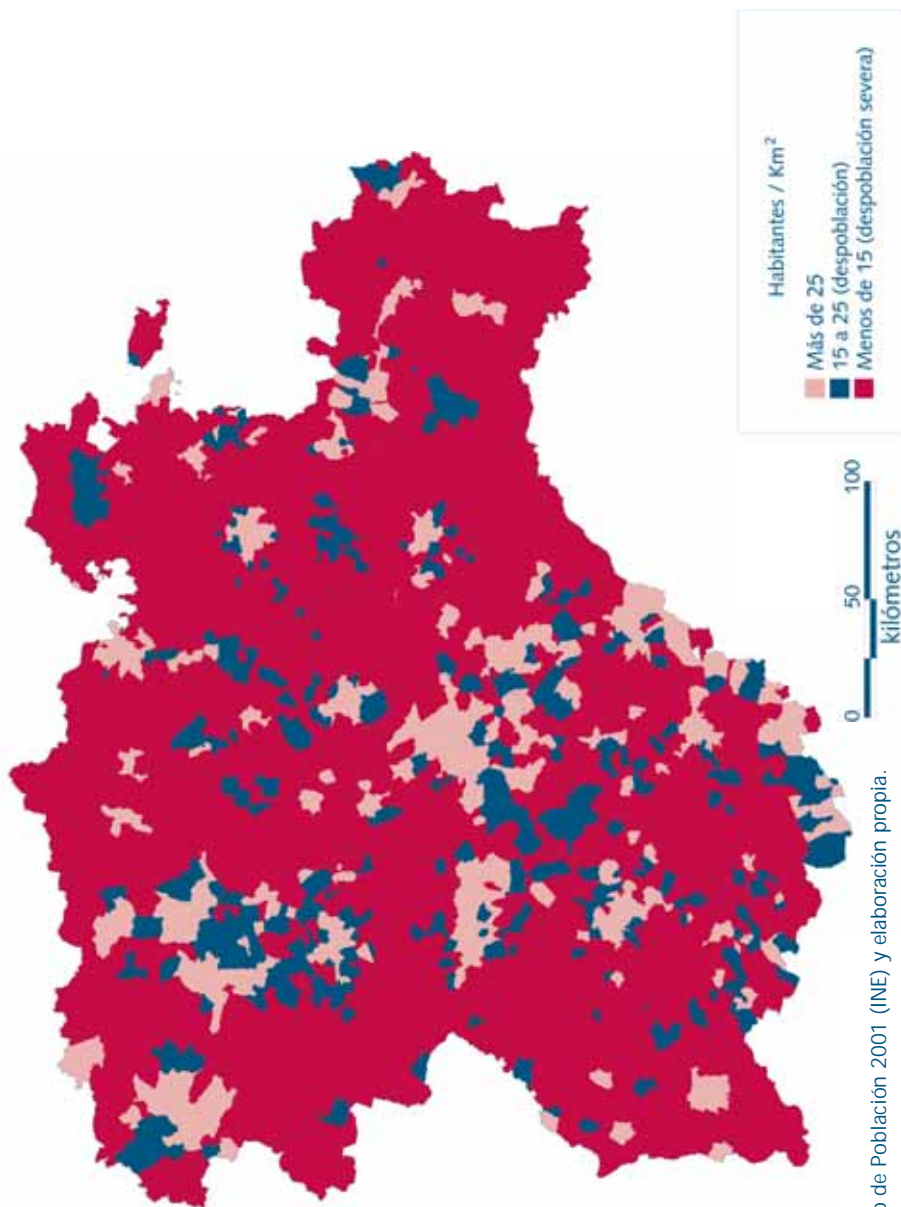 Habitantes / Km²
Más de 25
15 a 25 (despoblación)
Menos de 15 (despoblación severa)
0 50 100
kilómetros
de Población 2001 (INE) y elaboración propia.